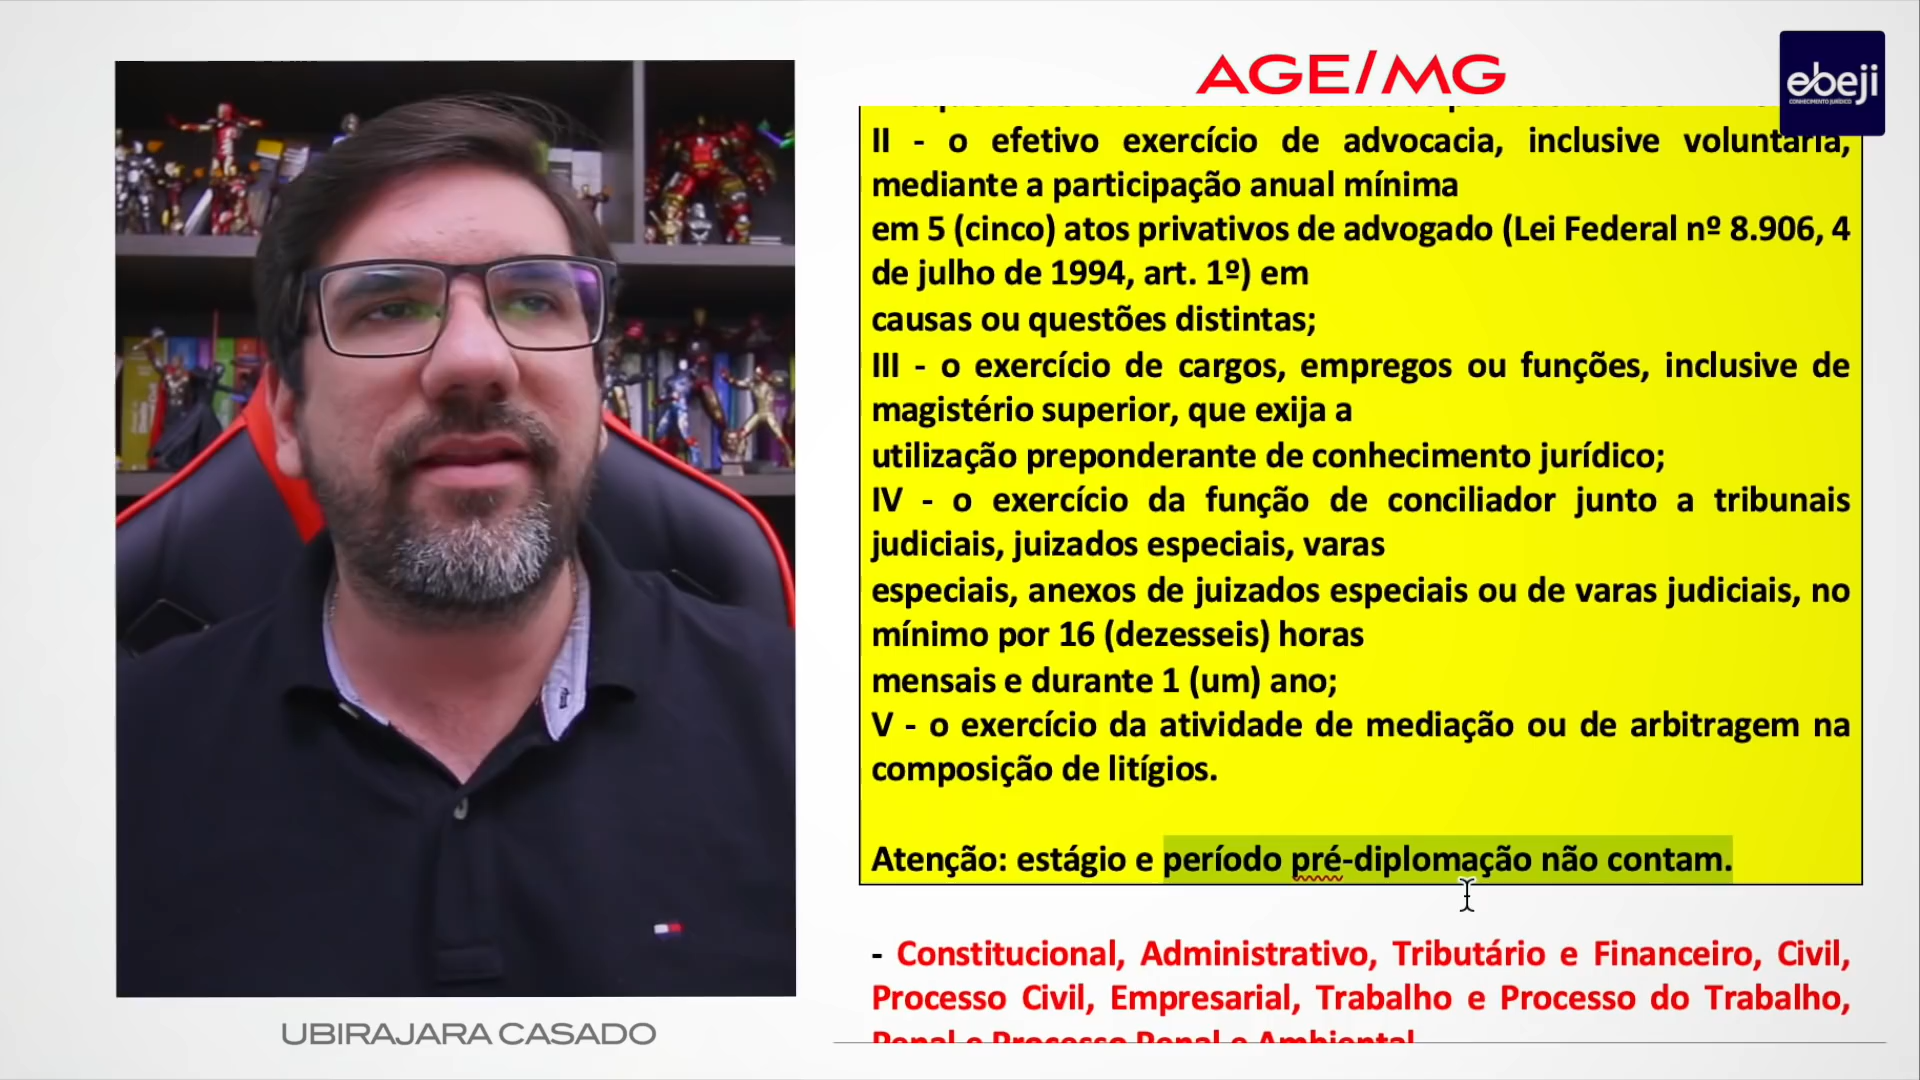 AGE/MG
ebeji
CONHECIMENTO JURÍDICO
II - o efetivo exercício de advocacia, inclusive voluntária,
mediante a participação anual mínima
em 5 (cinco) atos privativos de advogado (Lei Federal nº 8.906, 4
de julho de 1994, art. 1º) em
causas ou questões distintas;
III - o exercício de cargos, empregos ou funções, inclusive de
magistério superior, que exija a
utilização preponderante de conhecimento jurídico;
IV - o exercício da função de conciliador junto a tribunais
judiciais, juizados especiais, varas
especiais, anexos de juizados especiais ou de varas judiciais, no
mínimo por 16 (dezesseis) horas
mensais e durante 1 (um) ano;
V - o exercício da atividade de mediação ou de arbitragem na
composição de litígios.
Atenção: estágio e período pré-diplomação não contam.
- Constitucional, Administrativo, Tributário e Financeiro, Civil,
Processo Civil, Empresarial, Trabalho e Processo do Trabalho,
Penal e Processo Penal e Ambiental
UBIRAJARA CASADO